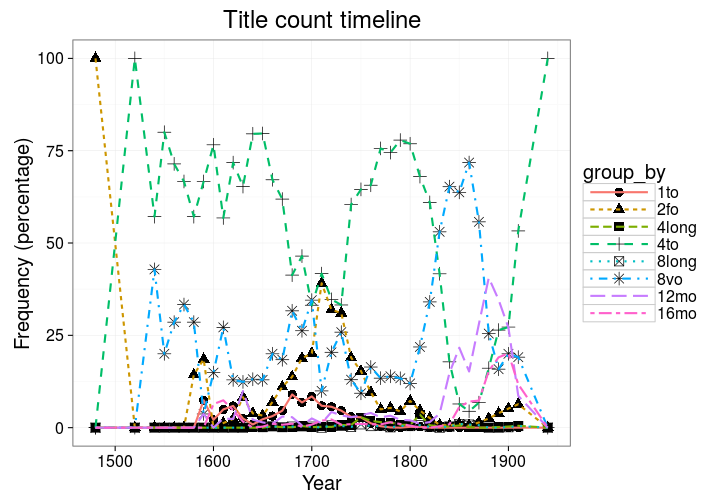 Title count timeline
Frequency (percentage)
100
75
50
25
0
1500 1600 1700 1800 1900
Year
group_by
1to
2fo
4long
4to
8long
8vo
12mo
16mo